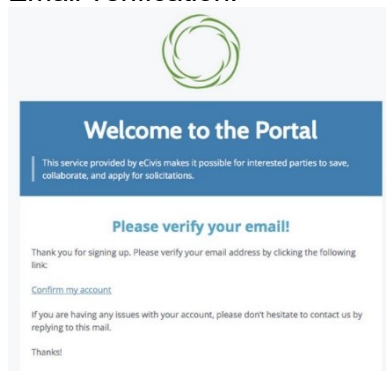 Email verification:
Welcome to the Portal
This service provided by eCivis makes it possible for interested parties to save,
collaborate, and apply for solicitations.
Please verify your email!
Thank you for signing up. Please verify your email address by clicking the following
link:
Confirm my account
If you are having any issues with your account, please don't hesitate to contact us by
replying to this mail.
Thanks!